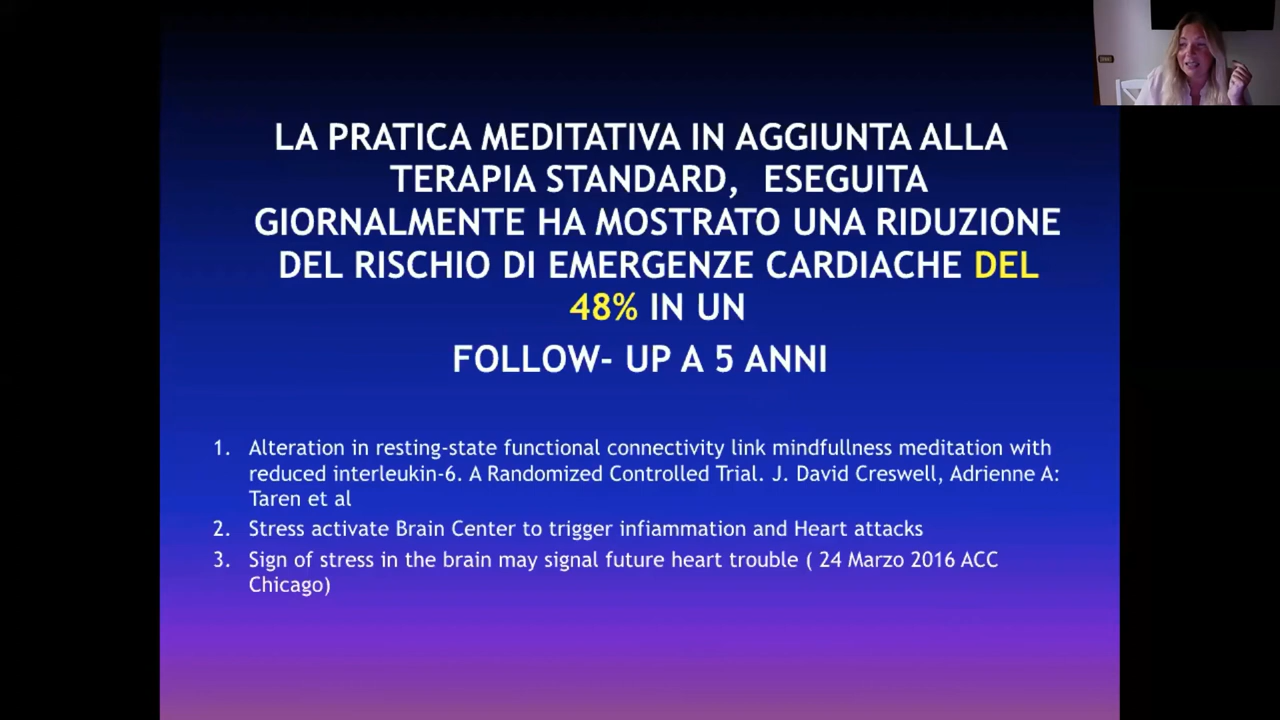 LA PRATICA MEDITATIVA IN AGGIUNTA ALLA
TERAPIA STANDARD, ESEGUITA
GIORNALMENTE HA MOSTRATO UNA RIDUZIONE
DEL RISCHIO DI EMERGENZE CARDIACHE DEL
48% IN UN
FOLLOW- UP A 5 ANNI
1. Alteration in resting-state functional connectivity link mindfullness meditation with
reduced interleukin-6. A Randomized Controlled Trial. J. David Creswell, Adrienne A:
Taren et al
2. Stress activate Brain Center to trigger infiammation and Heart attacks
3. Sign of stress in the brain may signal future heart trouble ( 24 Marzo 2016 ACC
Chicago)